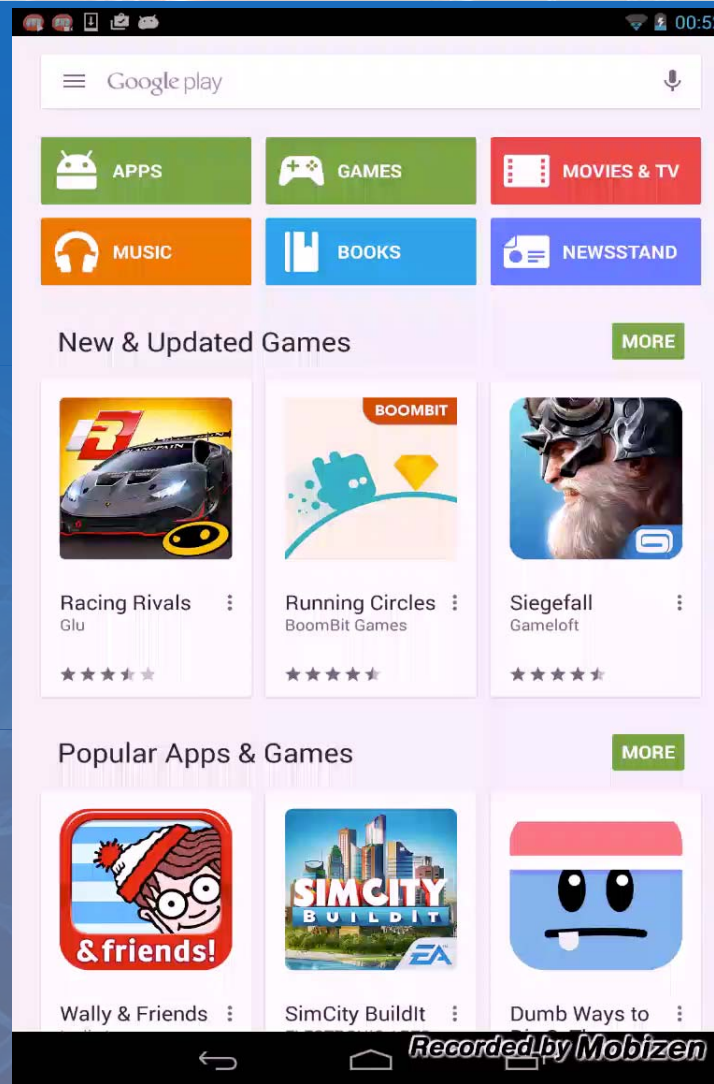 00:5
Google play
APPS
GAMES
MOVIES & TV
MUSIC
BOOKS
NEWSSTAND
New & Updated Games
MORE
BOOMBIT
Racing Rivals
Running Circles
Siegefall
Glu
BoomBit Games
Gameloft
Popular Apps & Games
MORE
& friends!
SIMCITY
BUILDIT
EA
Wally & Friends
SimCity BuildIt
Dumb Ways to
Recorded by Mobizen